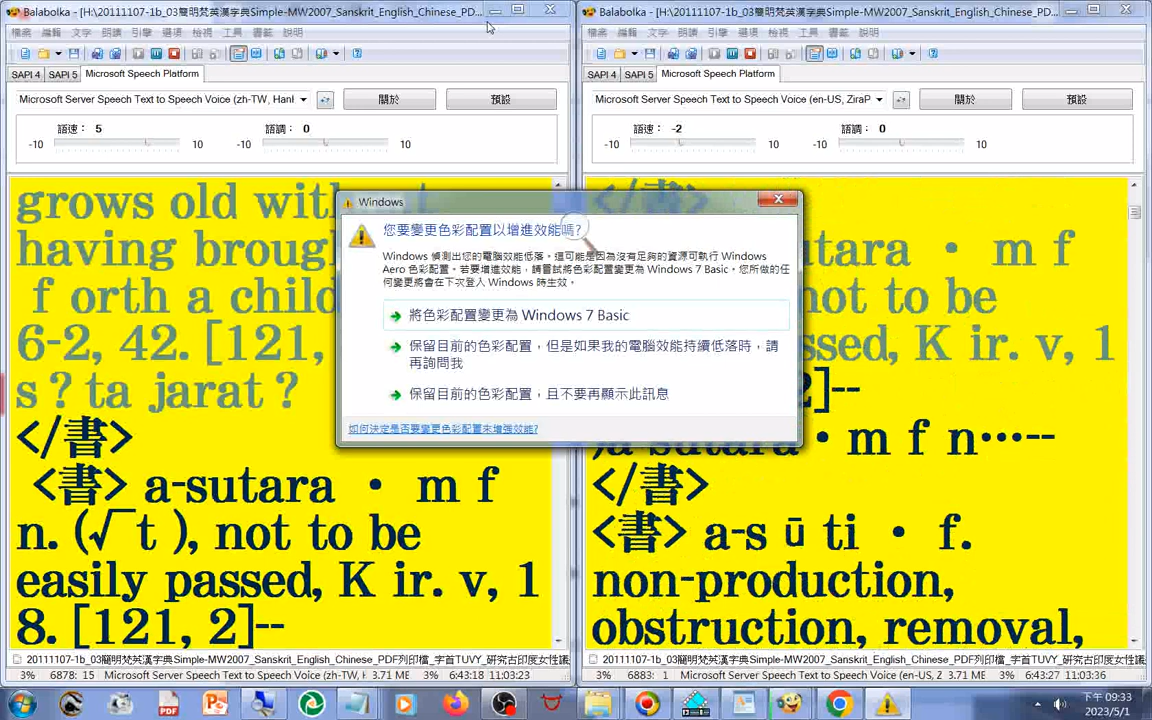 Balabolka - [H:\20111107-1b_03簡明梵英漢字典Simple-MW2007_Sanskrit_English_Chinese_PD...
檔案 編輯 文字 朗讀 引擎 選項 檢視 工具 書籤 說明
SAPI 4 SAPI 5 Microsoft Speech Platform
Microsoft Server Speech Text to Speech Voice (zh-TW, HanH 關於 預設
語速： 5 語調： 0
-10 10 -10 10
grows old with
having broug
f orth a child
6-2, 42. [121,
s？ta jarat？
</書>
<書> a-sutara • m f
n. (√￣t ), not to be
easily passed, K ir. v, 1
8. [121, 2]--
20111107-1b_03簡明梵英漢字典Simple-MW2007_Sanskrit_English_Chinese_PDF列印檔_字首TUVY_研究古印度女性議
3% 6878: 15 Microsoft Server Speech Text to Speech Voice (zh-TW, 3.71 ME 3% 6:43:18 11:03:23
Balabolka - [H:\20111107-1b_03簡明梵英漢字典Simple-MW2007_Sanskrit_English_Chinese_PD...
檔案 編輯 文字 朗讀 引擎 選項 檢視 工具 書籤 說明
SAPI 4 SAPI 5 Microsoft Speech Platform
Microsoft Server Speech Text to Speech Voice (en-US, ZiraP 關於 預設
語速： -2 語調： 0
-10 10 -10 10
</書>
utara • m f
not to be
passed, K ir. v, 1
2]--
)a-sutara • m f n…--
</書>
<書> a-s ū ti • f.
non-production,
obstruction, removal,
20111107-1b_03簡明梵英漢字典Simple-MW2007_Sanskrit_English_Chinese_PDF列印檔_字首TUVY_研究古印度女性議
3% 6883: 1 Microsoft Server Speech Text to Speech Voice (en-US, Z 3.71 ME 3% 6:43:27 11:03:36
Windows
您要變更色彩配置以增進效能嗎?
Windows 偵測出您的電腦效能低落。這可能是因為沒有足夠的資源可執行 Windows
Aero 色彩配置。若要增進效能，請嘗試將色彩配置變更為 Windows 7 Basic。您所做的任
何變更將會在下次登入 Windows 時生效。
將色彩配置變更為 Windows 7 Basic
保留目前的色彩配置，但是如果我的電腦效能持續低落時，請
再詢問我
保留目前的色彩配置，且不要再顯示此訊息
如何決定是否要變更色彩配置來增強效能?
下午 09:33
2023/5/1